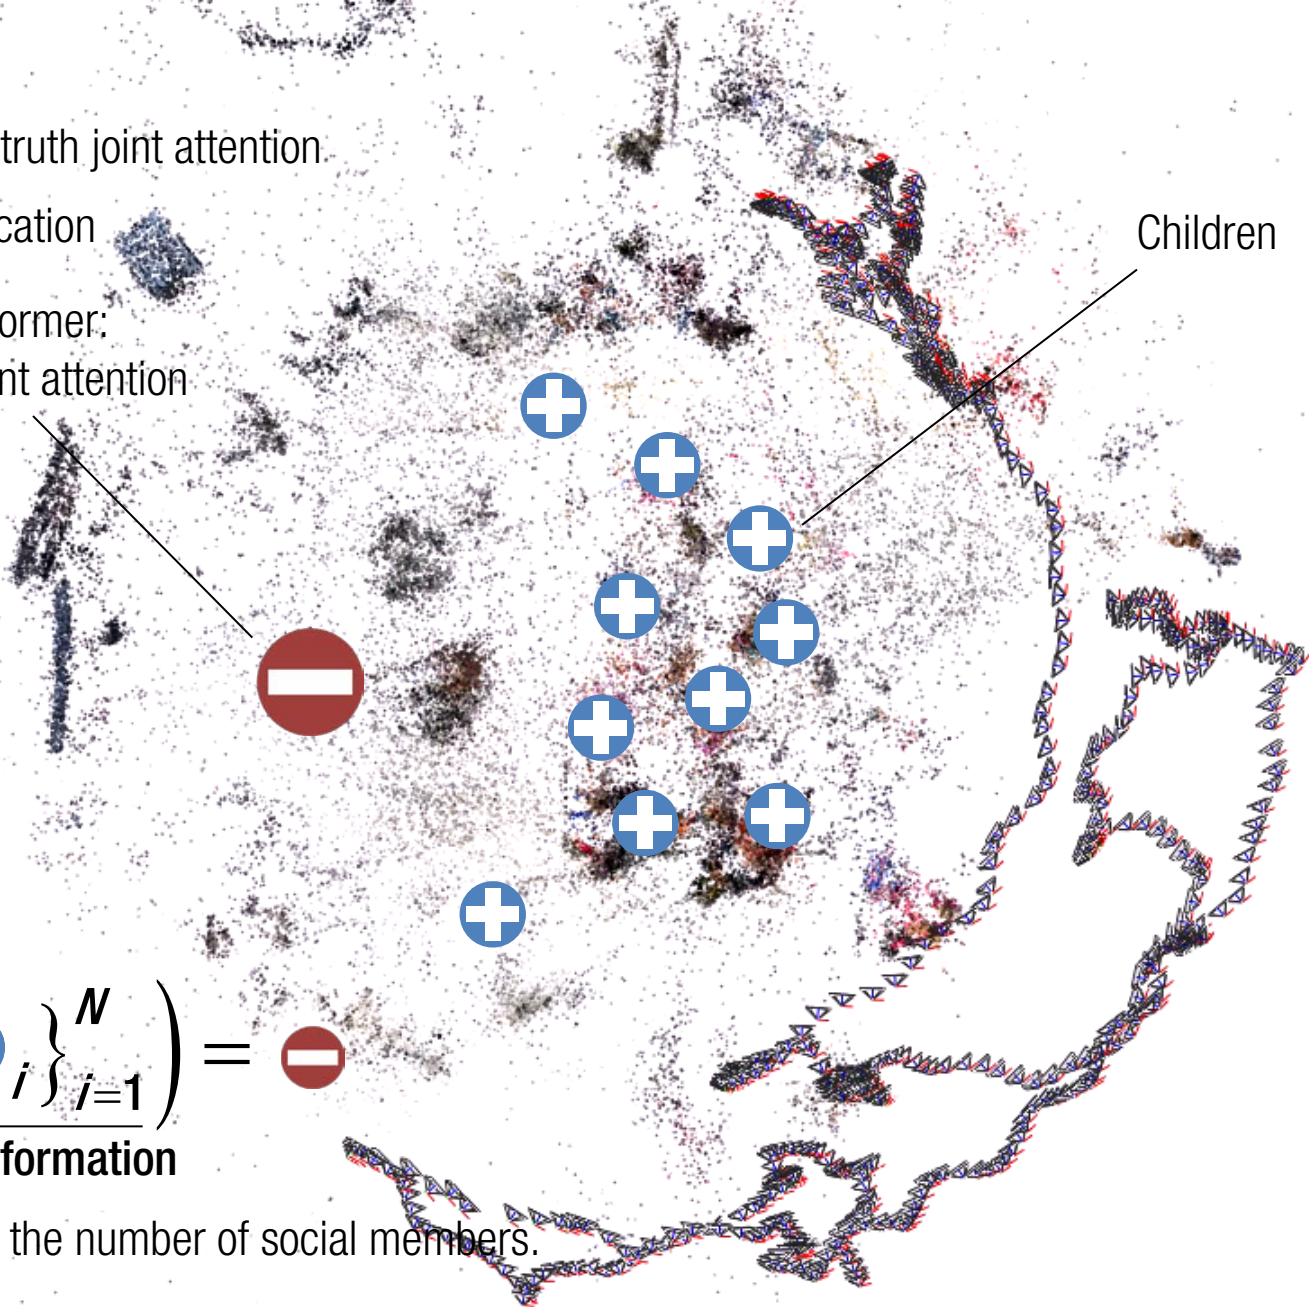 truth joint attention
cation
Children
ormer:
nt attention
i } N i=1 ) =
formation
the number of social members.